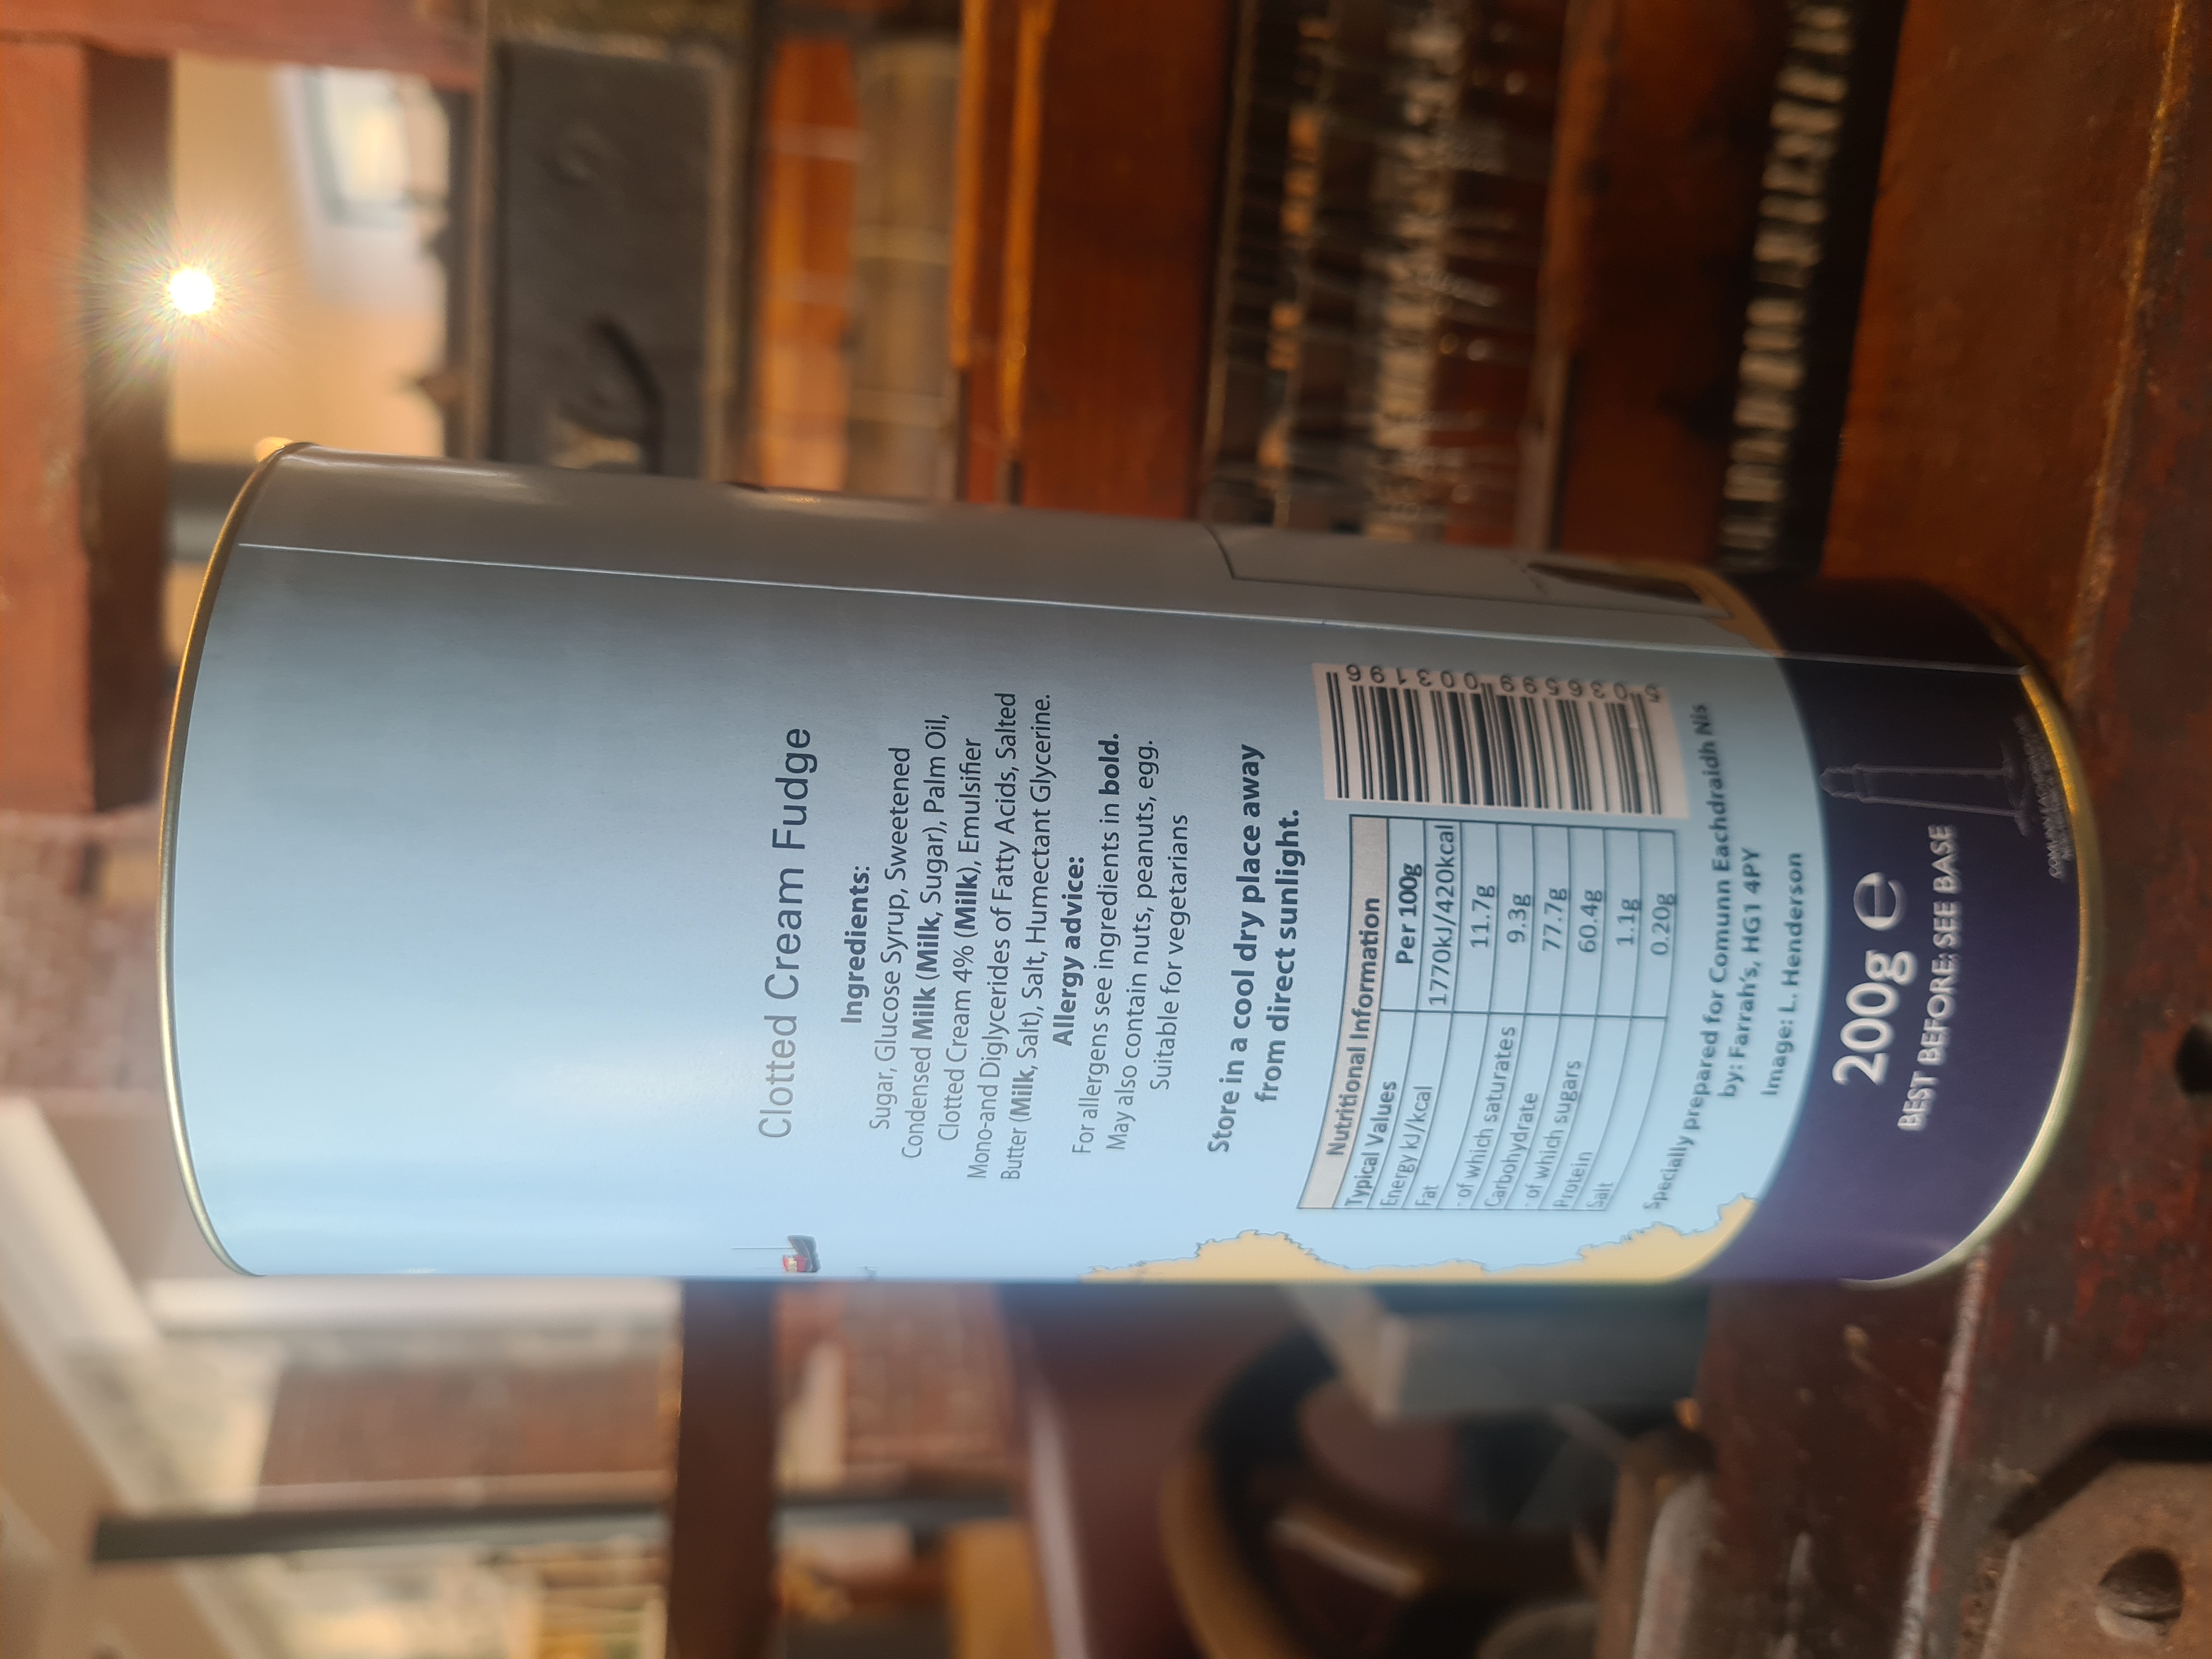 Clotted Cream Fudge
Ingredients:
Sugar, Glucose Syrup, Sweetened
Condensed Milk (Milk, Sugar), Palm Oil,
Clotted Cream 4% (Milk), Emulsifier
Mono-and Diglycerides of Fatty Acids, Salted
Butter (Milk, Salt), Salt, Humectant Glycerine.
Allergy advice:
For allergens see ingredients in bold.
May also contain nuts, peanuts, egg.
Suitable for vegetarians
Store in a cool dry place away
from direct sunlight.
Nutritional Information
Typical Values Per 100g
Energy kJ/kcal 1770kJ/420kcal
Fat 11.7g
- of which saturates 9.3g
Carbohydrate 77.7g
- of which sugars 60.4g
Protein 1.1g
Salt 0.20g
5 036589 003196
Specially prepared for Comunn Eachdraidh Nis
by: Farrah's, HG1 4PY
Image: L. Henderson
200g e
BEST BEFORE: SEE BASE